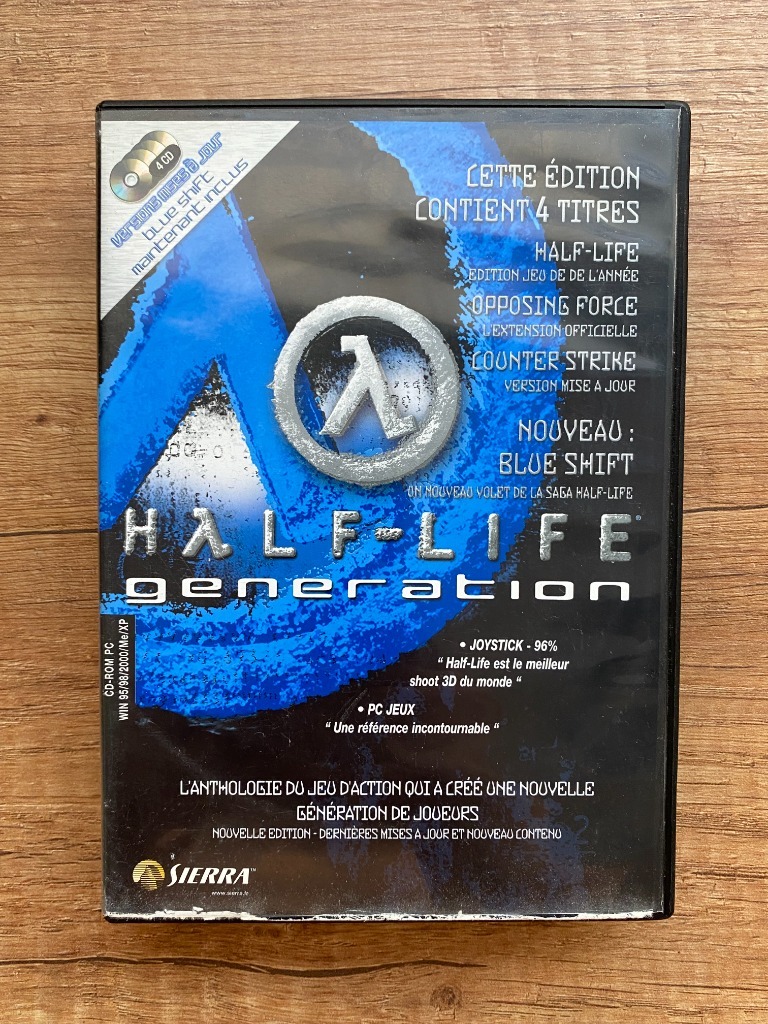 4 CD
versions mises à jour
blue shift
maintenant inclus
CETTE ÉDITION
CONTIENT 4 TITRES
HALF-LIFE
EDITION JEU DE DE L'ANNÉE
OPPOSING FORCE
L'EXTENSION OFFICIELLE
COUNTER STRIKE
VERSION MISE A JOUR
NOUVEAU :
BLUE SHIFT
UN NOUVEAU VOLET DE LA SAGA HALF-LIFE
HλLF-LIFE
generation
CD-ROM PC
WIN 95/98/2000/Me/XP
• JOYSTICK - 96%
" Half-Life est le meilleur
shoot 3D du monde "
• PC JEUX
" Une référence incontournable "
L'ANTHOLOGIE DU JEU D'ACTION QUI A CRÉÉ UNE NOUVELLE
GÉNÉRATION DE JOUEURS
NOUVELLE EDITION - DERNIÈRES MISES A JOUR ET NOUVEAU CONTENU
SIERRA™
www.sierra.fr